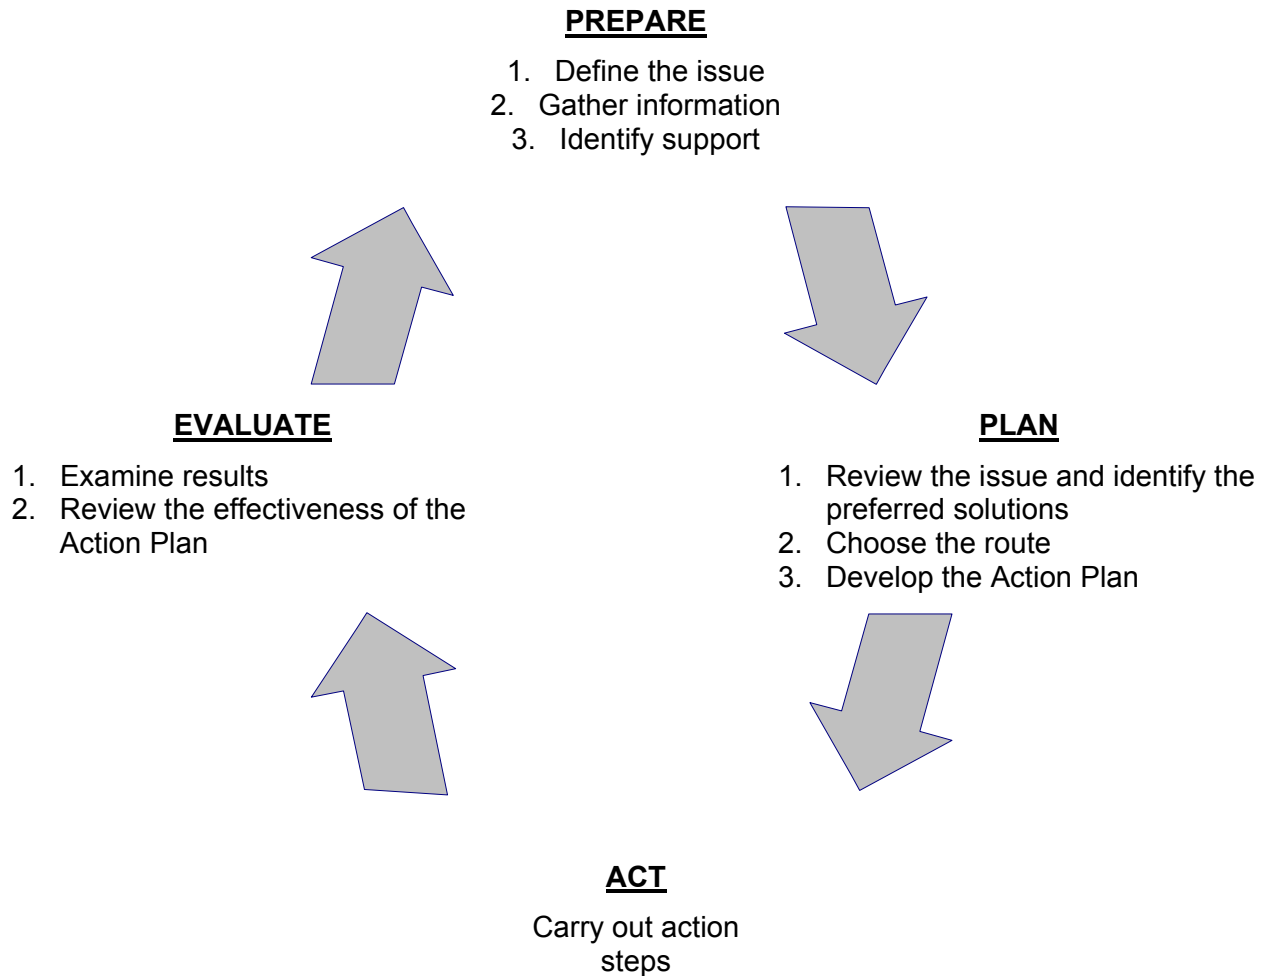 PREPARE
1. Define the issue
2. Gather information
3. Identify support
EVALUATE
1. Examine results
2. Review the effectiveness of the
Action Plan
PLAN
1. Review the issue and identify the
preferred solutions
2. Choose the route
3. Develop the Action Plan
ACT
Carry out action
steps